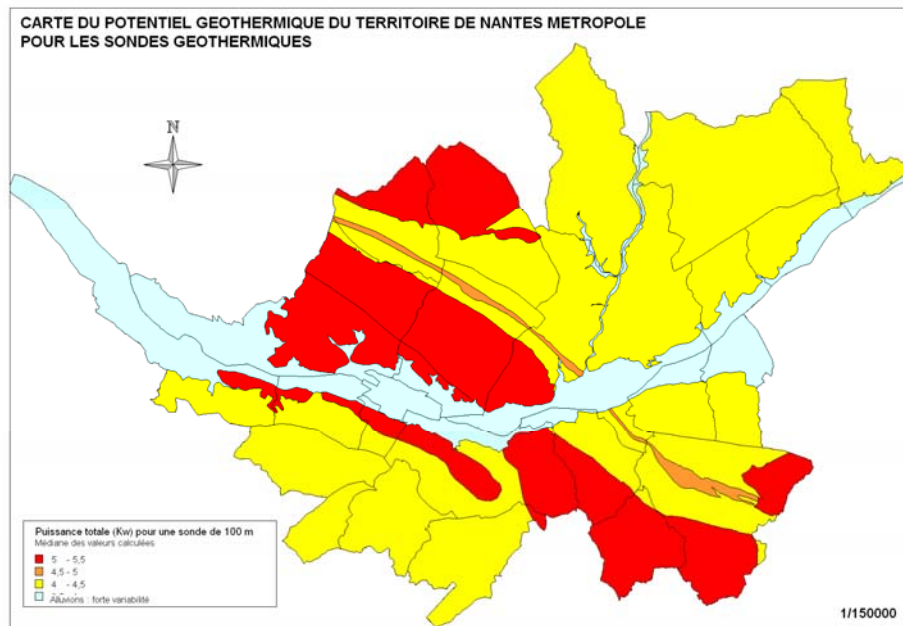 CARTE DU POTENTIEL GEOTHERMIQUE DU TERRITOIRE DE NANTES METROPOLE
POUR LES SONDES GEOTHERMIQUES
N
Puissance totale (Kw) pour une sonde de 100 m
Médiane des valeurs calculées
5 - 5,5
4,5 - 5
4 - 4,5
Alluvions : forte variabilité
1/150000